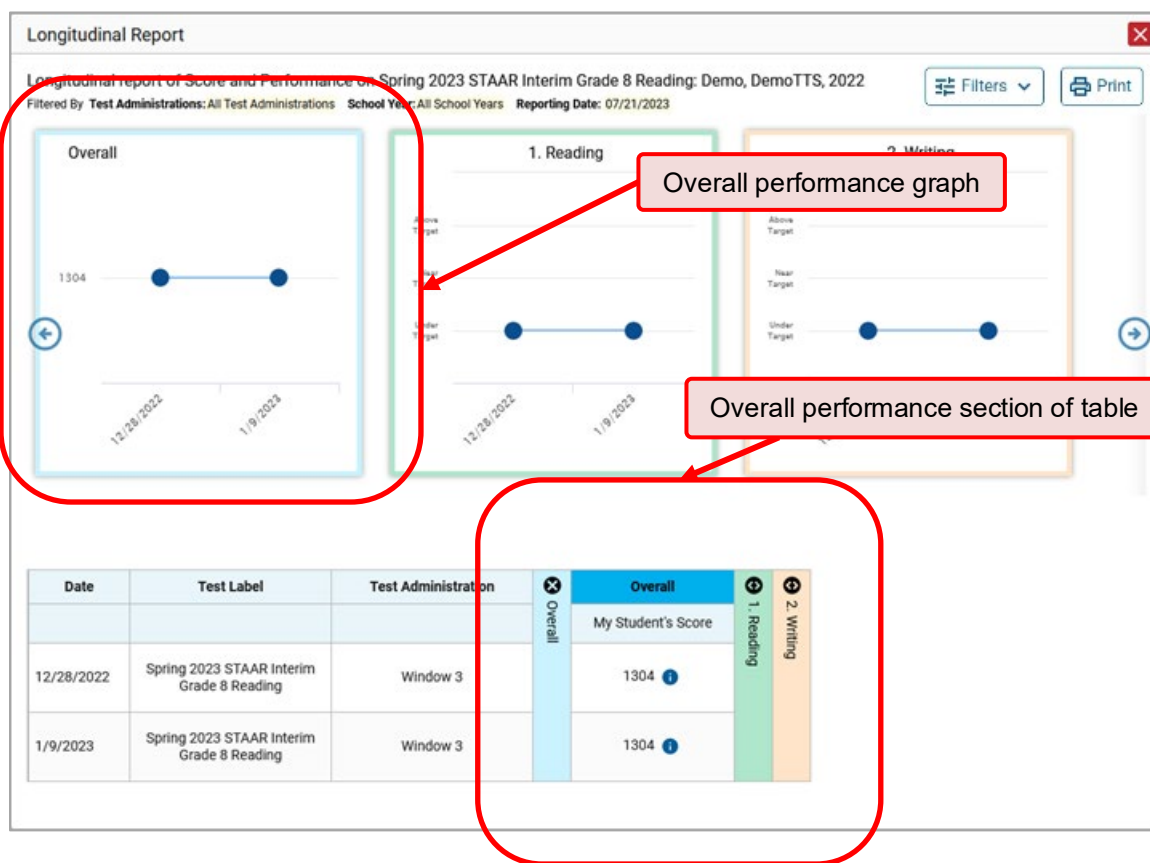 Longitudinal Report
Longitudinal report of Score and Performance on Spring 2023 STAAR Interim Grade 8 Reading: Demo, DemoTTS, 2022
Filtered By Test Administrations: All Test Administrations School Year: All School Years Reporting Date: 07/21/2023
Filters
Print
Overall
1304
12/28/2022
1/9/2023
1. Reading
Above
Target
Near
Target
Under
Target
12/28/2022
1/9/2023
2. Writing
Above
Target
Near
Target
Under
Target
Overall performance graph
Overall performance section of table
Date Test Label Test Administration Overall Overall 1. Reading 2. Writing
My Student's Score
12/28/2022 Spring 2023 STAAR Interim Window 3 1304
Grade 8 Reading
1/9/2023 Spring 2023 STAAR Interim Window 3 1304
Grade 8 Reading